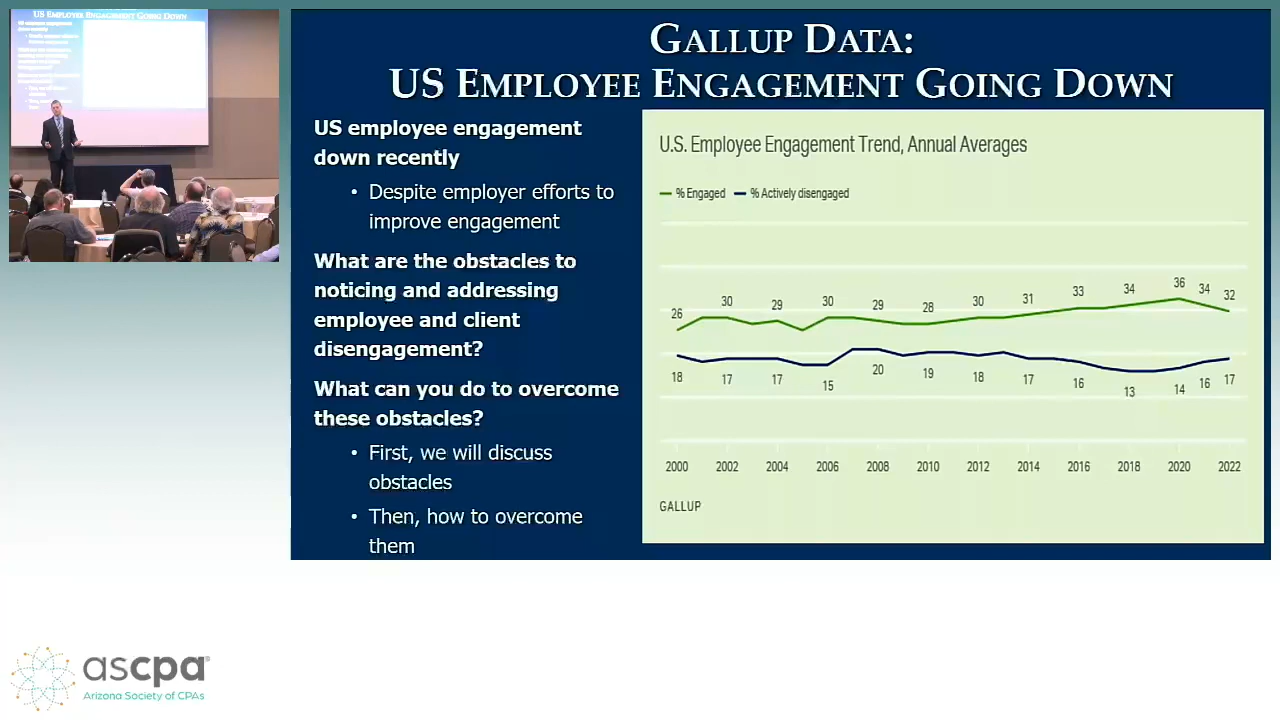 US EMPLOYEE ENGAGEMENT GOING DOWN
GALLUP DATA:
US EMPLOYEE ENGAGEMENT GOING DOWN
US employee engagement
down recently
• Despite employer efforts to
improve engagement
What are the obstacles to
noticing and addressing
employee and client
disengagement?
What can you do to overcome
these obstacles?
• First, we will discuss
obstacles
• Then, how to overcome
them
U.S. Employee Engagement Trend, Annual Averages
% Engaged % Actively disengaged
26 30 29 30 29 28 30 31 33 34 36 34 32
18 17 17 15 20 19 18 17 16 13 14 16 17
2000 2002 2004 2006 2008 2010 2012 2014 2016 2018 2020 2022
GALLUP
ascpa®
Arizona Society of CPAs